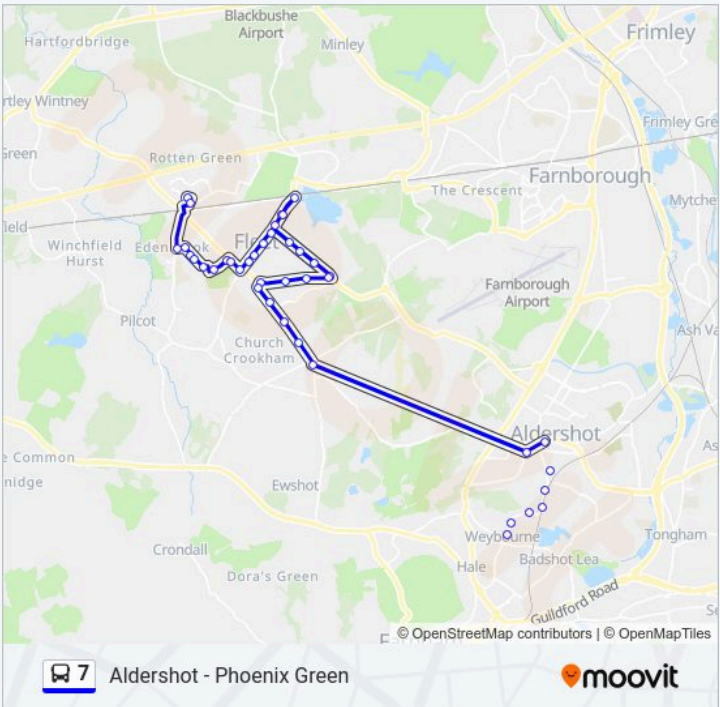 Blackbushe
Airport
Frimley
Hartfordbridge
Minley
rtley Wintney
Frimley Gre
Green
Rotten Green
Farnborough
The Crescent
Mytche
ield
Winchfield
Hurst
Fleet
Farnborough
Airport
Pilcot
Ash Va
Church
Crookham
Aldershot
e Common
As
nidge
Ewshot
Weybourne
Tongham
Crondall
Badshot Lea
Hale
Dora's Green
Guildford Road
© OpenStreetMap contributors | © OpenMapTiles
7 Aldershot - Phoenix Green
moovit